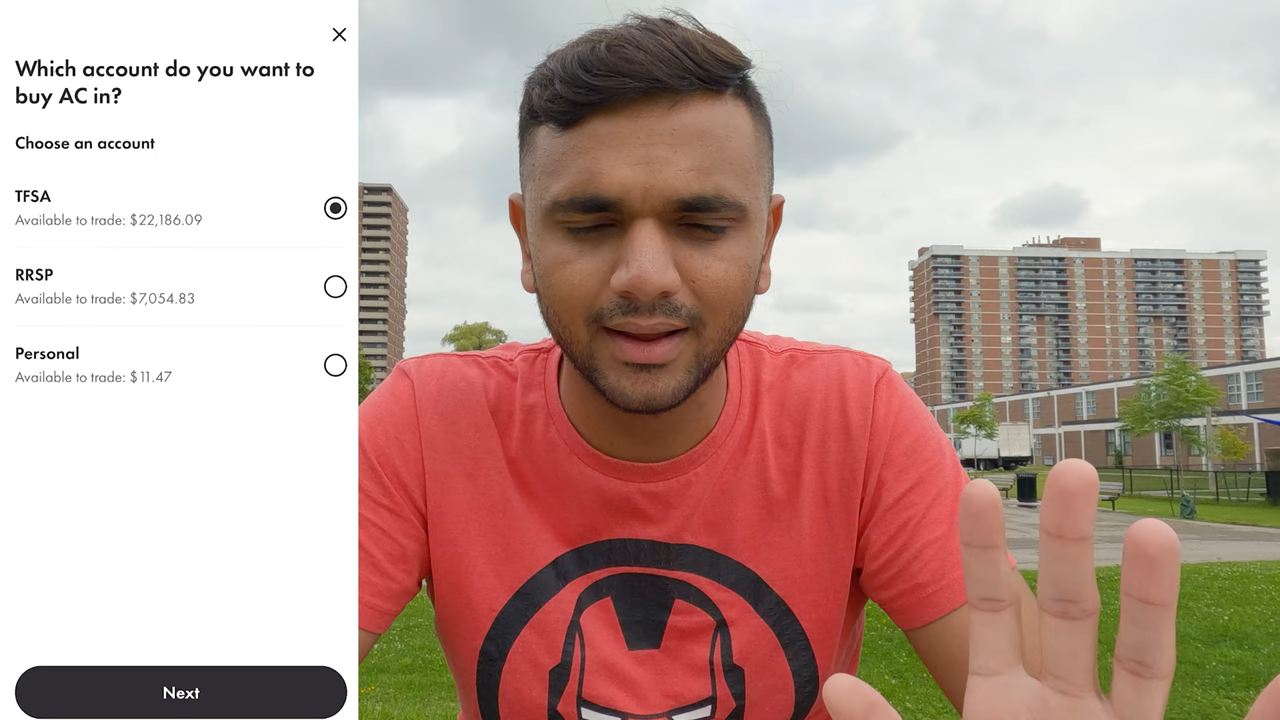 Which account do you want to
buy AC in?
Choose an account
TFSA
Available to trade: $22,186.09
RRSP
Available to trade: $7,054.83
Personal
Available to trade: $11.47
Next